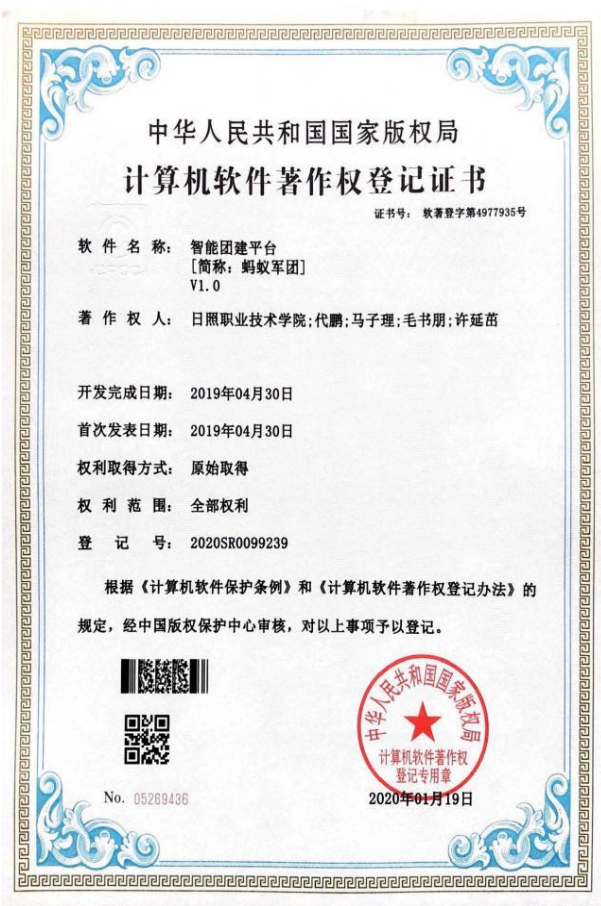 中华人民共和国国家版权局
计算机软件著作权登记证书
证书号： 软著登字第4977935号
软件名称： 智能团建平台
[简称：蚂蚁军团]
V1.0
著作权人： 日照职业技术学院;代鹏;马子理;毛书朋;许延茁
开发完成日期： 2019年04月30日
首次发表日期： 2019年04月30日
权利取得方式： 原始取得
权利范围： 全部权利
登记号： 2020SR0099239
根据《计算机软件保护条例》和《计算机软件著作权登记办法》的
规定，经中国版权保护中心审核，对以上事项予以登记。
中华人民共和国国家版权局
计算机软件著作权
登记专用章
No. 05269436
2020年01月19日